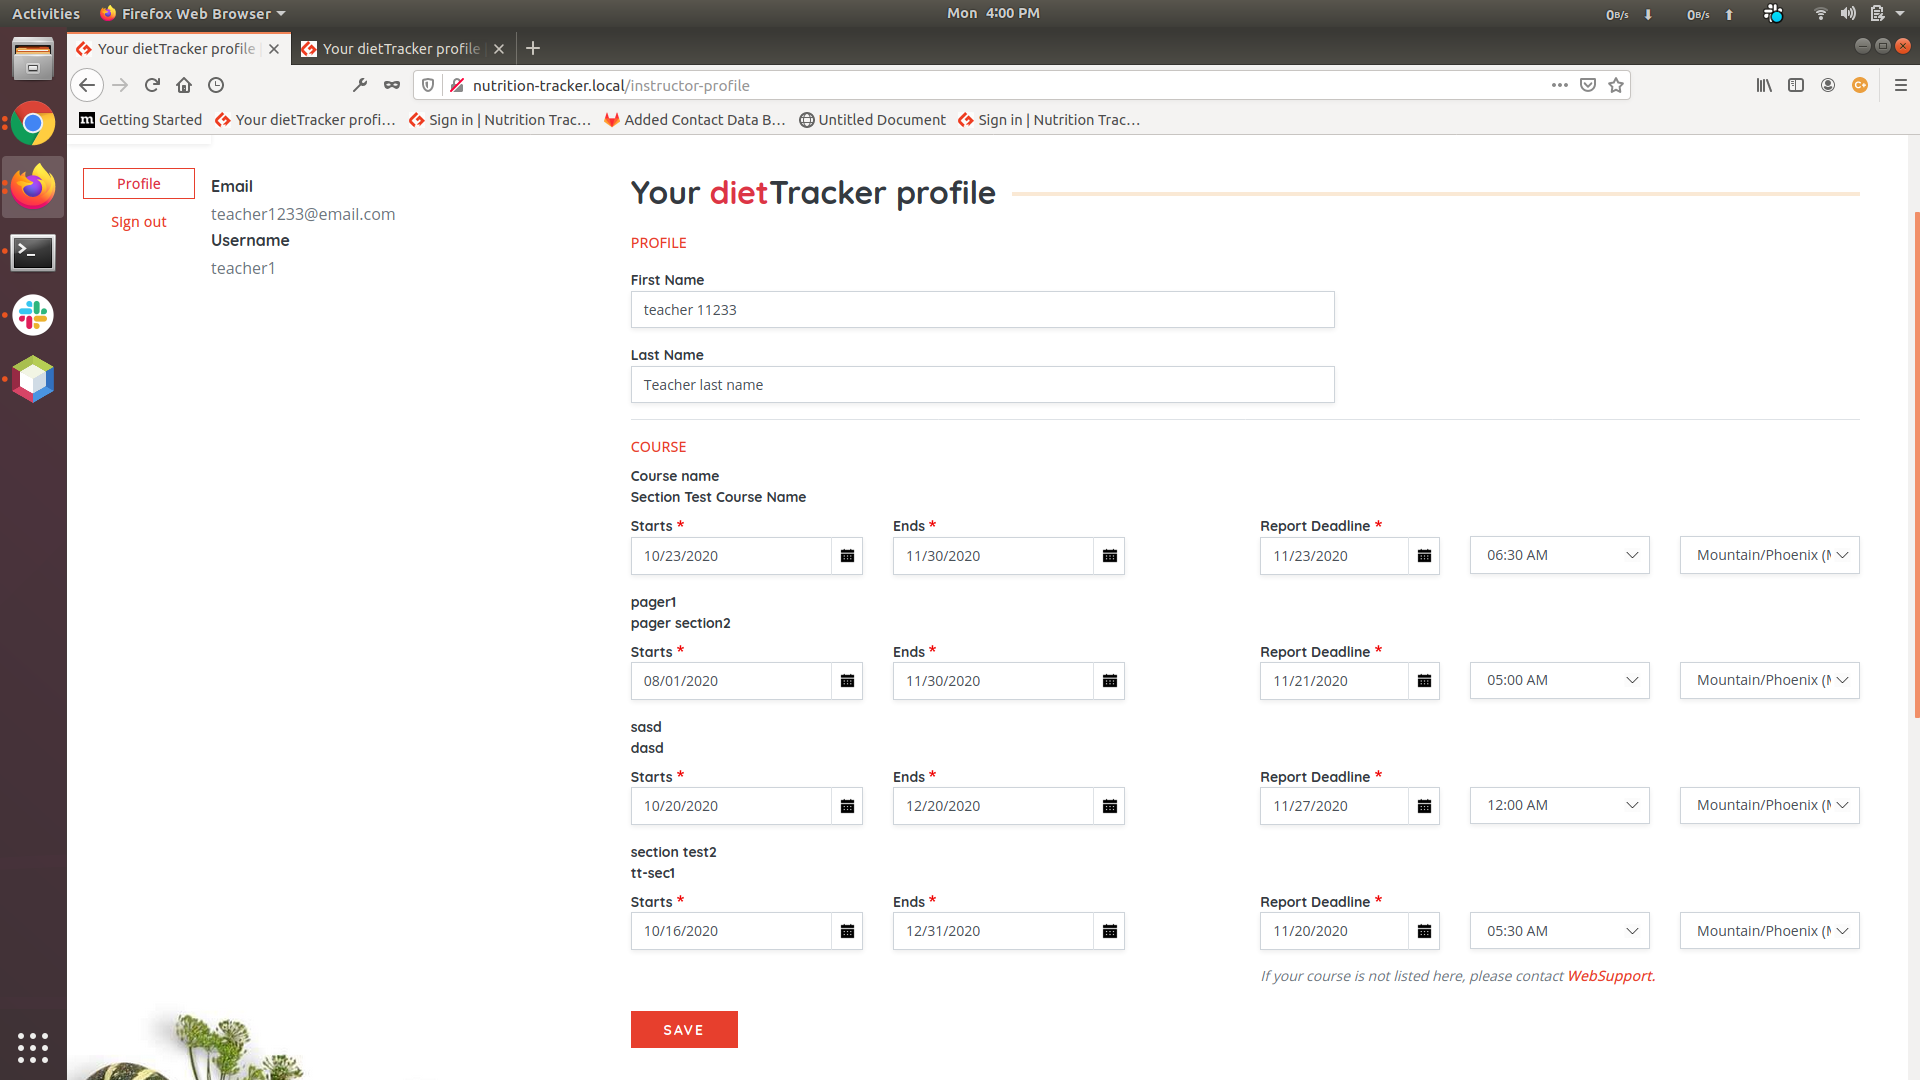 Activities Firefox Web Browser Mon 4:00 PM 0B/s 0B/s
Your dietTracker profile Your dietTracker profile
nutrition-tracker.local/instructor-profile
Getting Started Your dietTracker profi... Sign in | Nutrition Trac... Added Contact Data B... Untitled Document Sign in | Nutrition Trac...
Profile
SIgn out
Email
teacher1233@email.com
Username
teacher1
Your dietTracker profile
PROFILE
First Name
teacher 11233
Last Name
Teacher last name
COURSE
Course name
Section Test Course Name
Starts * Ends * Report Deadline *
10/23/2020 11/30/2020 11/23/2020 06:30 AM Mountain/Phoenix (
pager1
pager section2
Starts * Ends * Report Deadline *
08/01/2020 11/30/2020 11/21/2020 05:00 AM Mountain/Phoenix (
sasd
dasd
Starts * Ends * Report Deadline *
10/20/2020 12/20/2020 11/27/2020 12:00 AM Mountain/Phoenix (
section test2
tt-sec1
Starts * Ends * Report Deadline *
10/16/2020 12/31/2020 11/20/2020 05:30 AM Mountain/Phoenix (
If your course is not listed here, please contact WebSupport.
SAVE